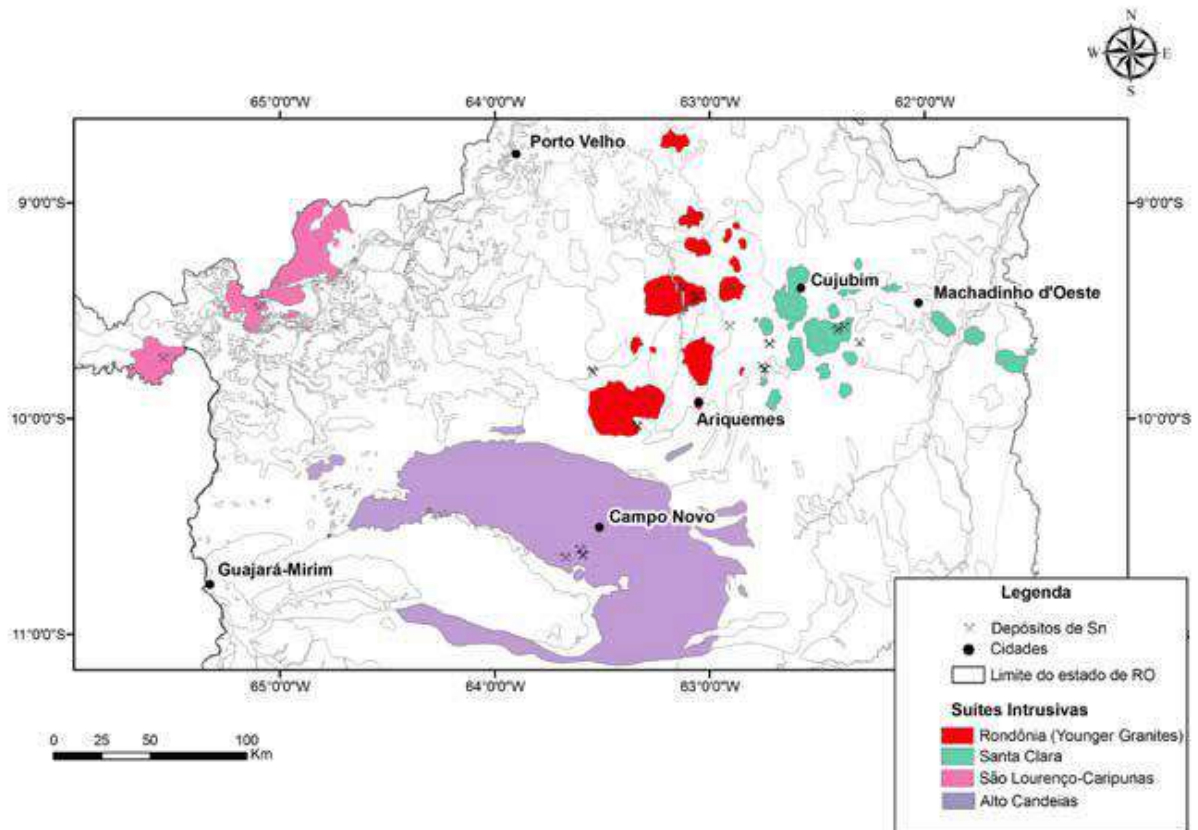 N
W E
S
65°0'0"W 64°0'0"W 63°0'0"W 62°0'0"W
Porto Velho
9°0'0"S 9°0'0"S
Cujubim
Machadinho d'Oeste
Ariquemes
10°0'0"S 10°0'0"S
Campo Novo
Guajará-Mirim
11°0'0"S
65°0'0"W 64°0'0"W 63°0'0"W
Legenda
Depósitos de Sn
Cidades
Limite do estado de RO
Suítes Intrusivas
Rondônia (Younger Granites)
Santa Clara
São Lourenço-Caripunas
Alto Candeias
0 25 50 100
Km